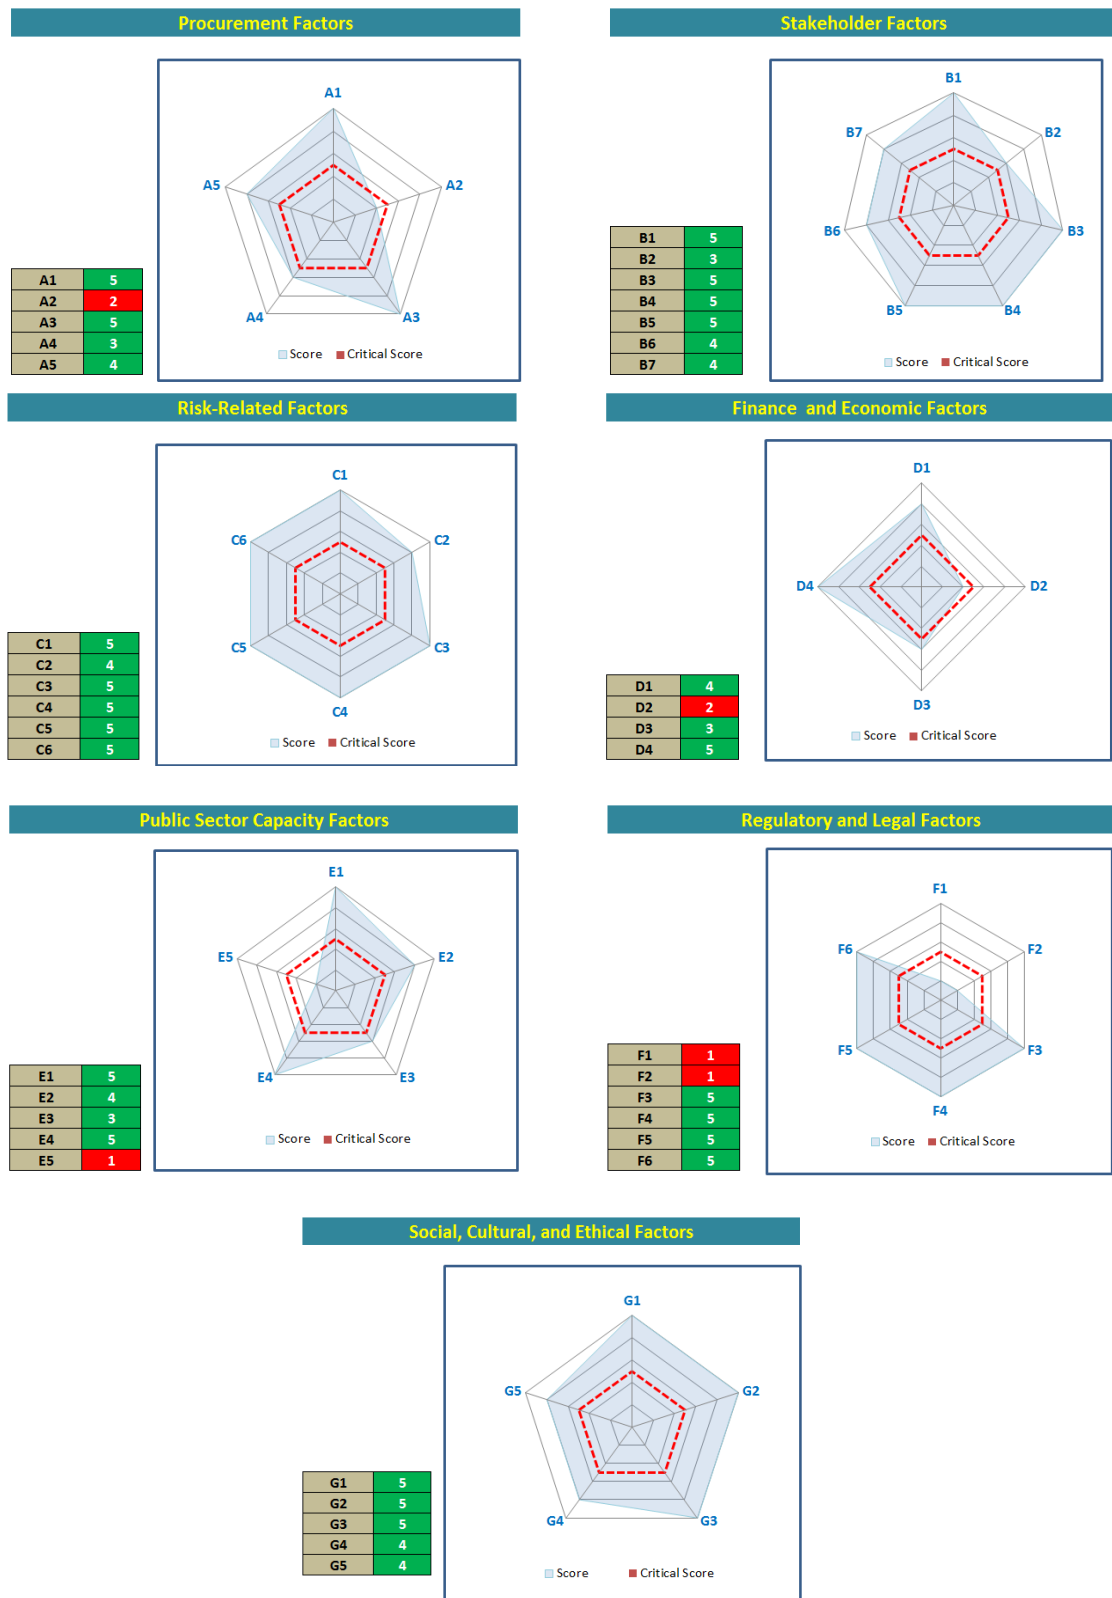 Procurement Factors
A1
A2
A3
A4
A5
Score Critical Score
A1 5
A2 2
A3 5
A4 3
A5 4
Stakeholder Factors
B1
B2
B3
B4
B5
B6
B7
Score Critical Score
B1 5
B2 3
B3 5
B4 5
B5 5
B6 4
B7 4
Risk-Related Factors
C1
C2
C3
C4
C5
C6
Score Critical Score
C1 5
C2 4
C3 5
C4 5
C5 5
C6 5
Finance and Economic Factors
D1
D2
D3
D4
Score Critical Score
D1 4
D2 2
D3 3
D4 5
Public Sector Capacity Factors
E1
E2
E3
E4
E5
Score Critical Score
E1 5
E2 4
E3 3
E4 5
E5 1
Regulatory and Legal Factors
F1
F2
F3
F4
F5
F6
Score Critical Score
F1 1
F2 1
F3 5
F4 5
F5 5
F6 5
Social, Cultural, and Ethical Factors
G1
G2
G3
G4
G5
Score Critical Score
G1 5
G2 5
G3 5
G4 4
G5 4